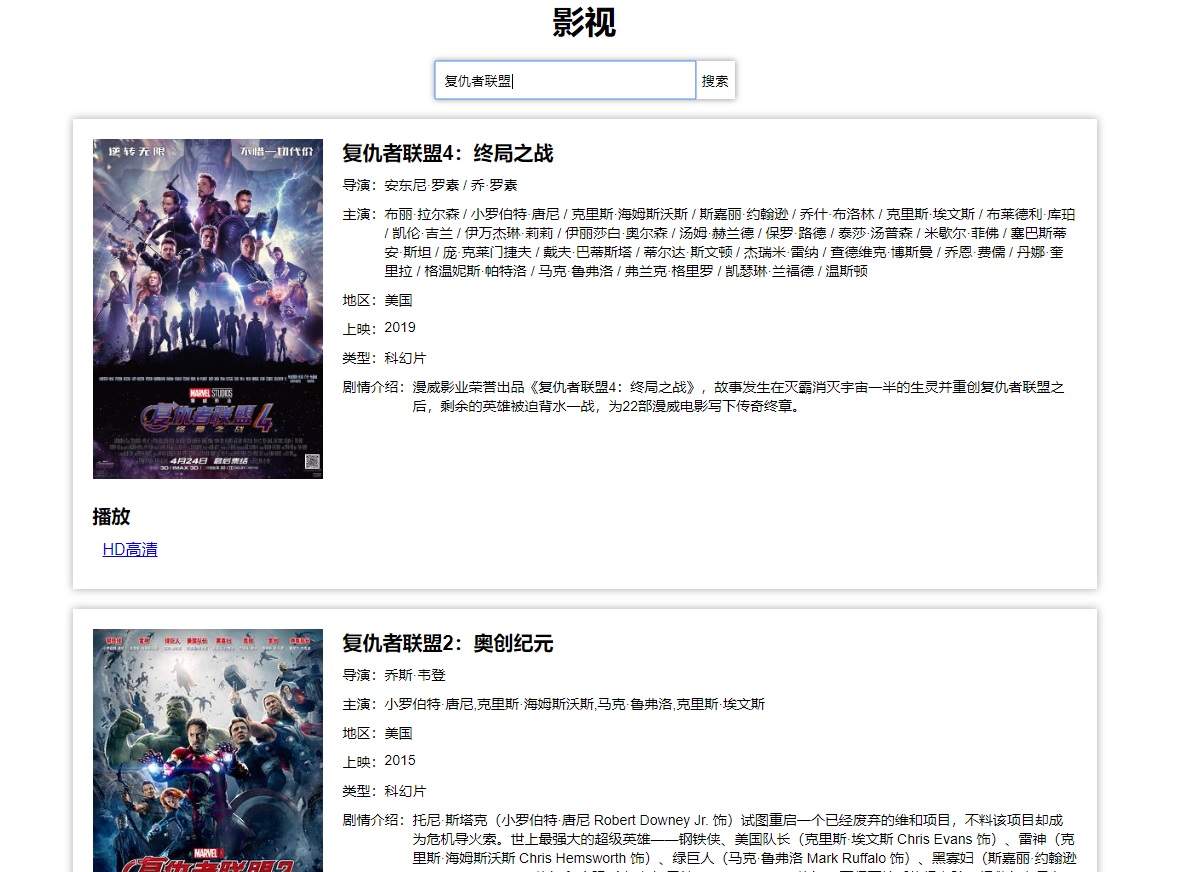 影视
复仇者联盟
搜索
逆转无限 不惜一切代价
MARVEL STUDIOS
复仇者联盟4
终局之战
4月24日 最后集结
复仇者联盟4：终局之战
导演：安东尼·罗素 / 乔·罗素
主演：布丽·拉尔森 / 小罗伯特·唐尼 / 克里斯·海姆斯沃斯 / 斯嘉丽·约翰逊 / 乔什·布洛林 / 克里斯·埃文斯 / 布莱德利·库珀
/ 凯伦·吉兰 / 伊万杰琳·莉莉 / 伊丽莎白·奥尔森 / 汤姆·赫兰德 / 保罗·路德 / 泰莎·汤普森 / 米歇尔·菲佛 / 塞巴斯蒂
安·斯坦 / 庞·克莱门捷夫 / 戴夫·巴蒂斯塔 / 蒂尔达·斯文顿 / 杰瑞米·雷纳 / 查德维克·博斯曼 / 乔恩·费儒 / 丹娜·奎
里拉 / 格温妮斯·帕特洛 / 马克·鲁弗洛 / 弗兰克·格里罗 / 凯瑟琳·兰福德 / 温斯顿
地区：美国
上映：2019
类型：科幻片
剧情介绍：漫威影业荣誉出品《复仇者联盟4：终局之战》，故事发生在灭霸消灭宇宙一半的生灵并重创复仇者联盟之
后，剩余的英雄被迫背水一战，为22部漫威电影写下传奇终章。
播放
HD高清
MARVEL
复仇者联盟2
复仇者联盟2：奥创纪元
导演：乔斯·韦登
主演：小罗伯特·唐尼,克里斯·海姆斯沃斯,马克·鲁弗洛,克里斯·埃文斯
地区：美国
上映：2015
类型：科幻片
剧情介绍：托尼·斯塔克（小罗伯特·唐尼 Robert Downey Jr. 饰）试图重启一个已经废弃的维和项目，不料该项目却成
为危机导火索。世上最强大的超级英雄——钢铁侠、美国队长（克里斯·埃文斯 Chris Evans 饰）、雷神（克
里斯·海姆斯沃斯 Chris Hemsworth 饰）、绿巨人（马克·鲁弗洛 Mark Ruffalo 饰）、黑寡妇（斯嘉丽·约翰逊